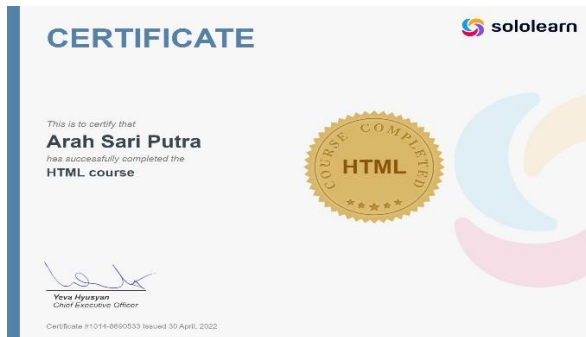 CERTIFICATE
sololearn
This is to certify that
Arah Sari Putra
has successfully completed the
HTML course
COURSE COMPLETED
HTML
Yeva Hyusyan
Chief Executive Officer
Certificate #1014-8690533 Issued 30 April, 2022